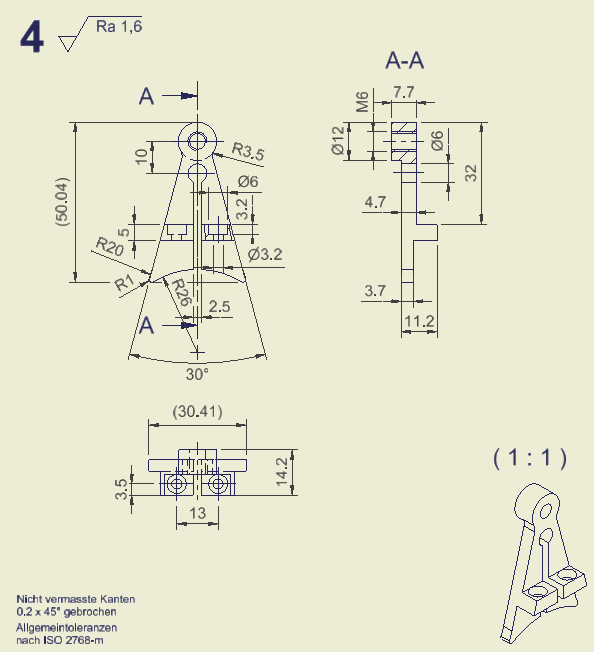 4
Ra 1,6
A-A
A
M6
7.7
R3.5
Ø12
Ø6
10
Ø6
32
(50.04)
3.2
4.7
5
R20
Ø3.2
R1
R26
3.7
A
2.5
11.2
30°
(30.41)
(1:1)
3.5
14.2
13
Nicht vermasste Kanten
0.2 x 45° gebrochen
Allgemeintoleranzen
nach ISO 2768-m